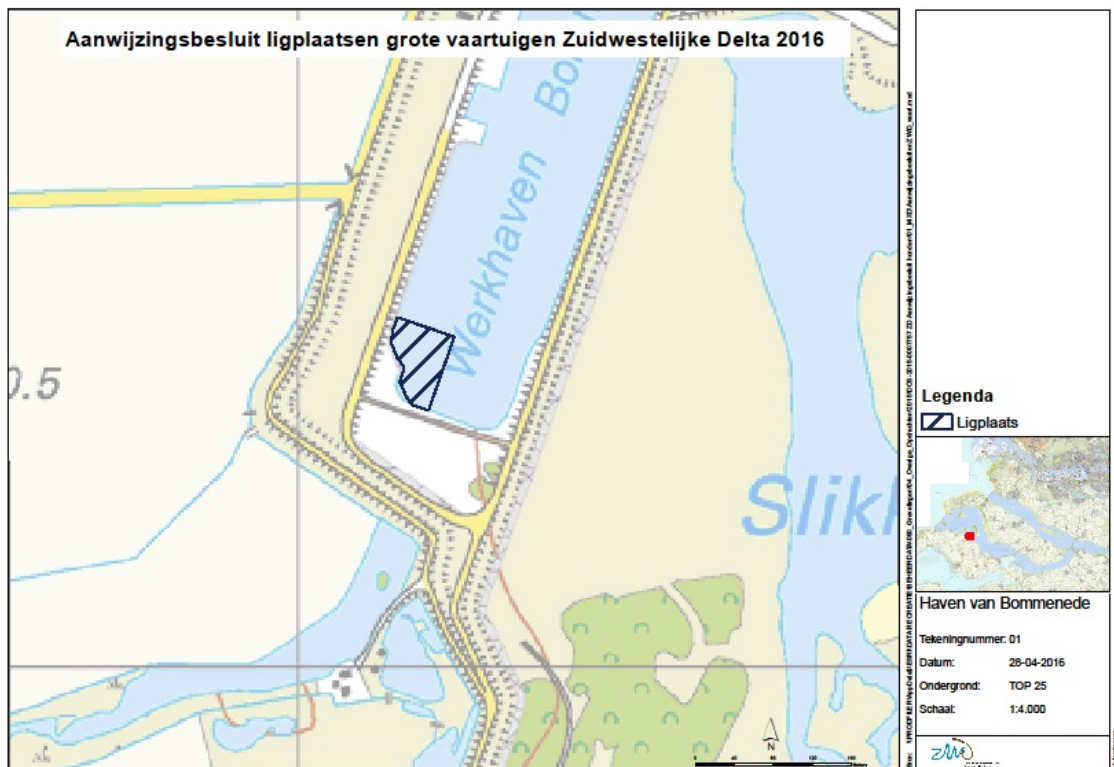 Aanwijzingsbesluit ligplaatsen grote vaartuigen Zuidwestelijke Delta 2016
Werkhaven
0.5
Slikk
Legenda
Ligplaats
Haven van Bommenede
Tekeningnummer: 01
Datum: 28-04-2016
Ondergrond: TOP 25
Schaal: 1:4.000
N